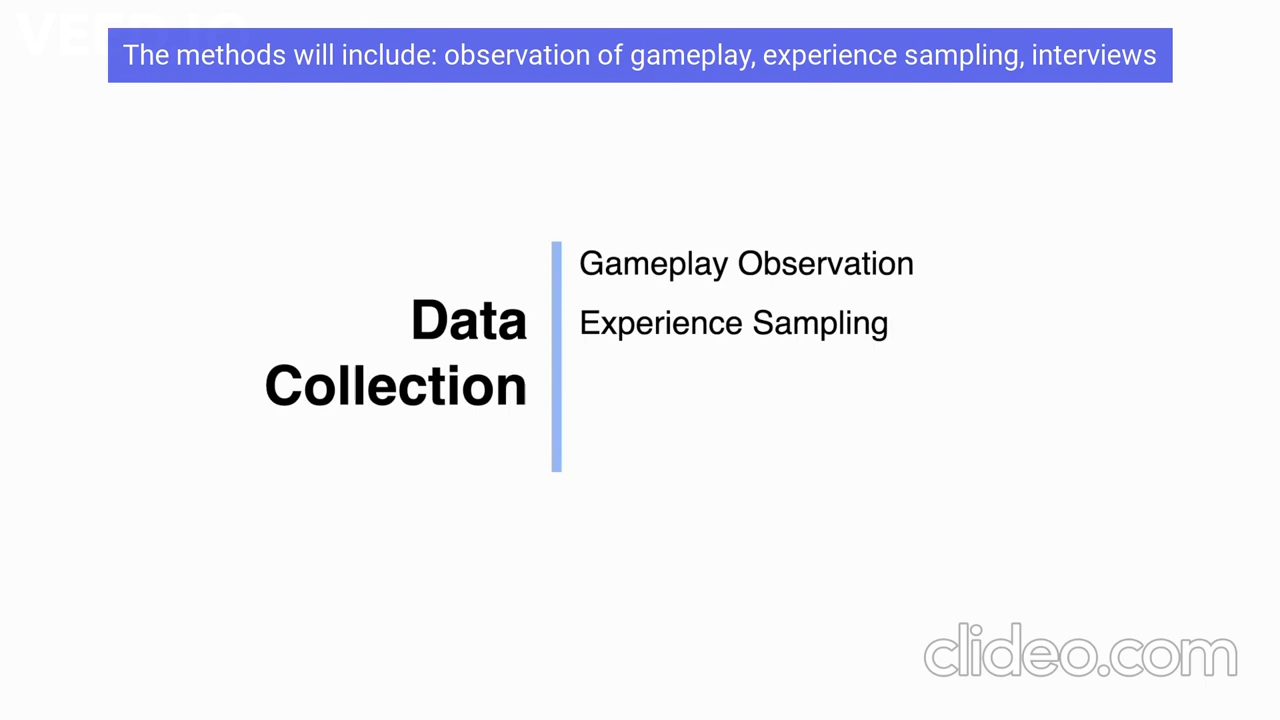 The methods will include: observation of gameplay, experience sampling, interviews
Gameplay Observation
Experience Sampling
Data
Collection
clideo.com